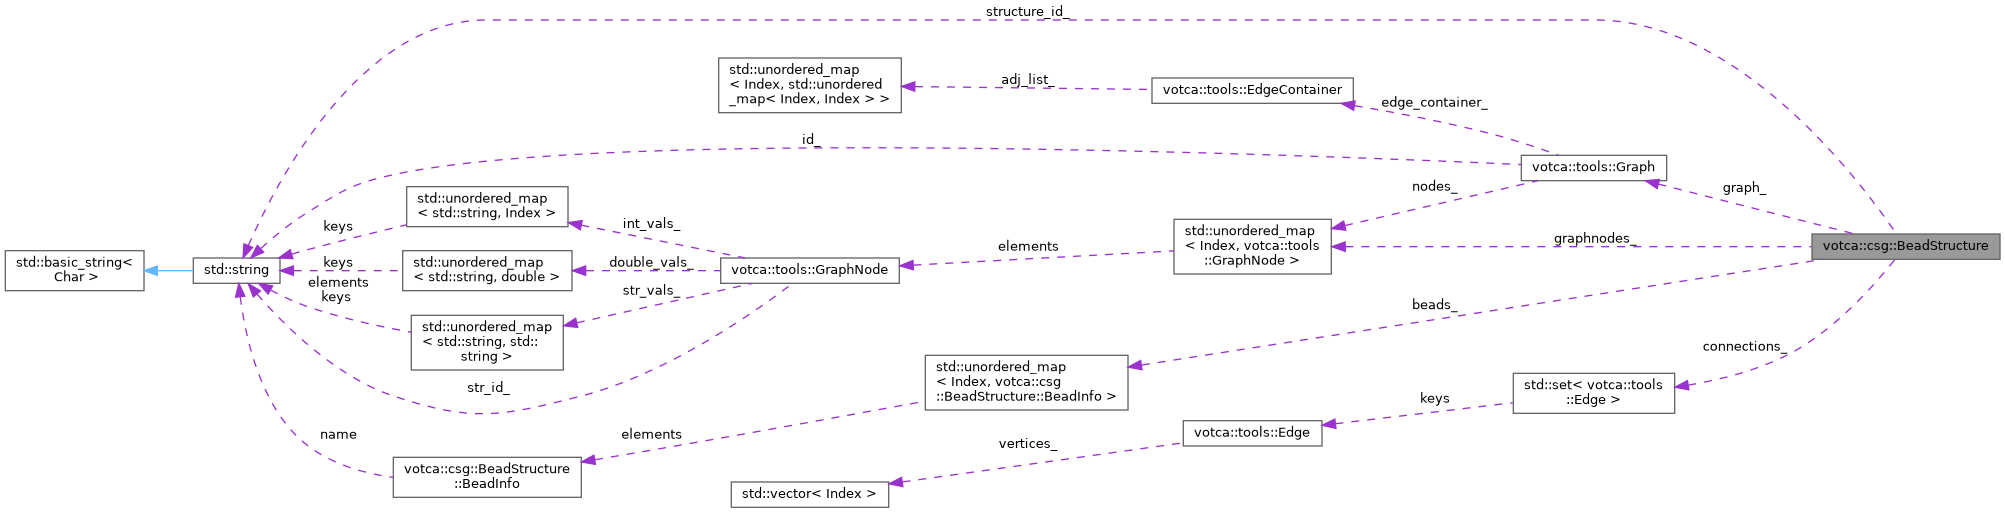 structure_id_
std::unordered_map
< Index, std::unordered
_map< Index, Index > >
adj_list_
votca::tools::EdgeContainer
edge_container_
id_
votca::tools::Graph
graph_
nodes_
std::unordered_map
< std::string, Index >
int_vals_
keys
std::unordered_map
< Index, votca::tools
::GraphNode >
graphnodes_
votca::csg::BeadStructure
elements
std::basic_string<
Char >
std::string
keys
std::unordered_map
< std::string, double >
double_vals_
votca::tools::GraphNode
elements
keys
str_vals_
beads_
std::unordered_map
< std::string, std::
string >
connections_
std::unordered_map
< Index, votca::csg
::BeadStructure::BeadInfo >
str_id_
std::set< votca::tools
::Edge >
keys
name
elements
votca::tools::Edge
vertices_
votca::csg::BeadStructure
::BeadInfo
std::vector< Index >